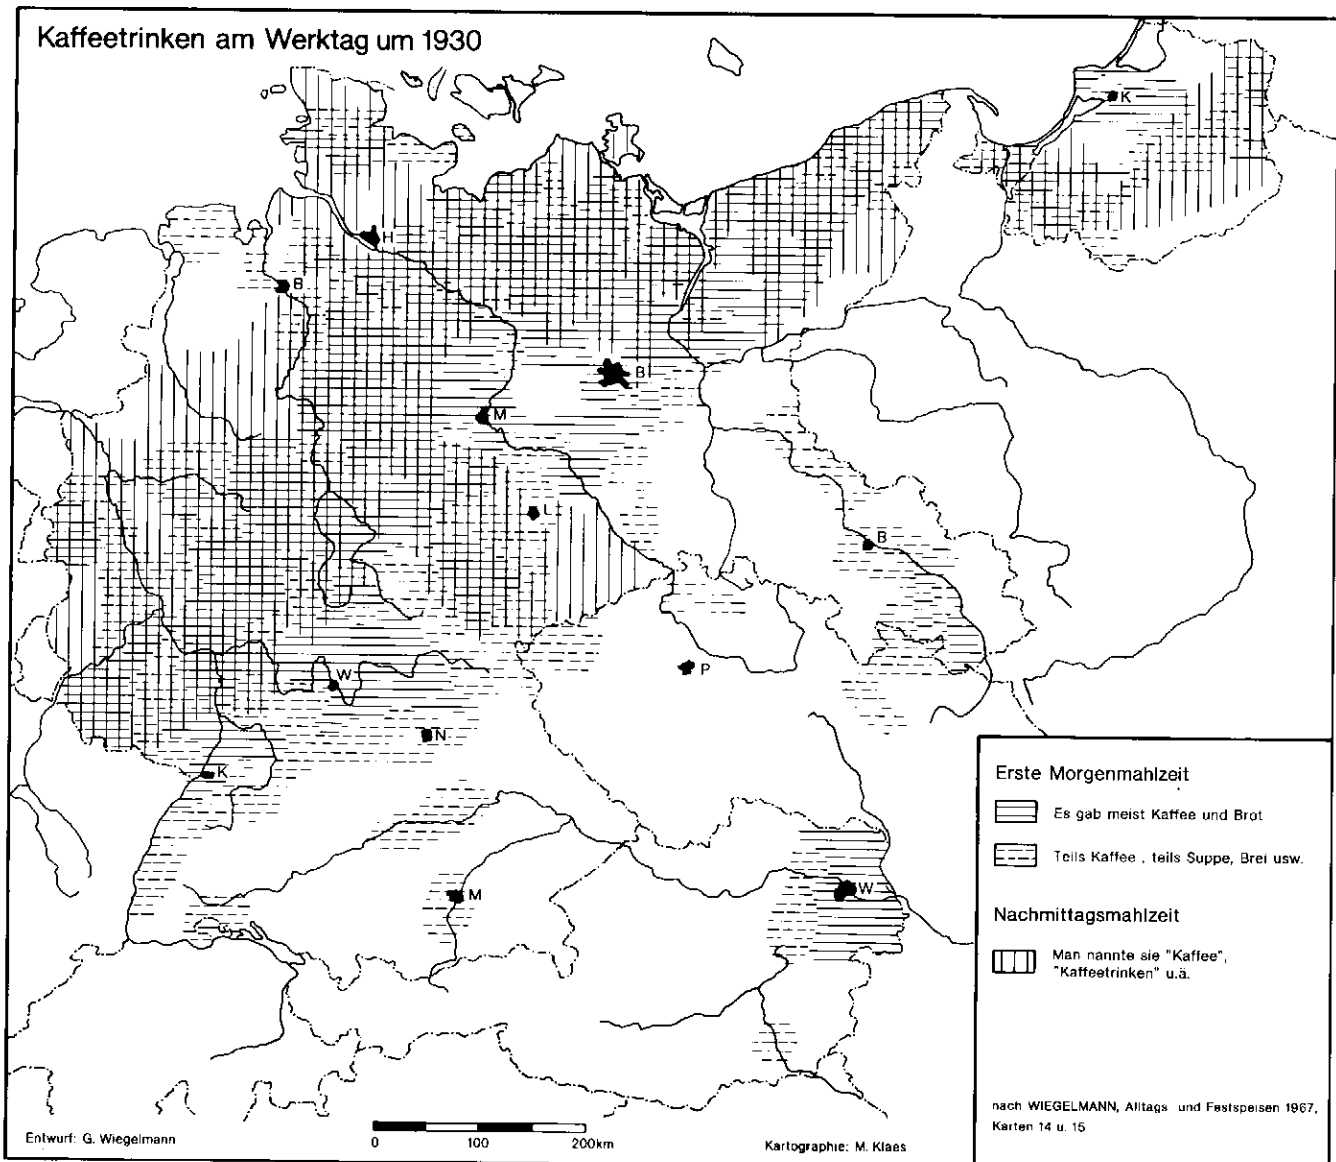 Kaffeetrinken am Werktag um 1930
K
H
B
B
M
L
B
P
W
N
K
M
W
Erste Morgenmahlzeit
Es gab meist Kaffee und Brot
Teils Kaffee , teils Suppe, Brei usw.
Nachmittagsmahlzeit
Man nannte sie "Kaffee",
"Kaffeetrinken" u.ä.
nach WIEGELMANN, Alltags und Festspeisen 1967,
Karten 14 u. 15
Entwurf: G. Wiegelmann
0 100 200km
Kartographie: M. Klaes